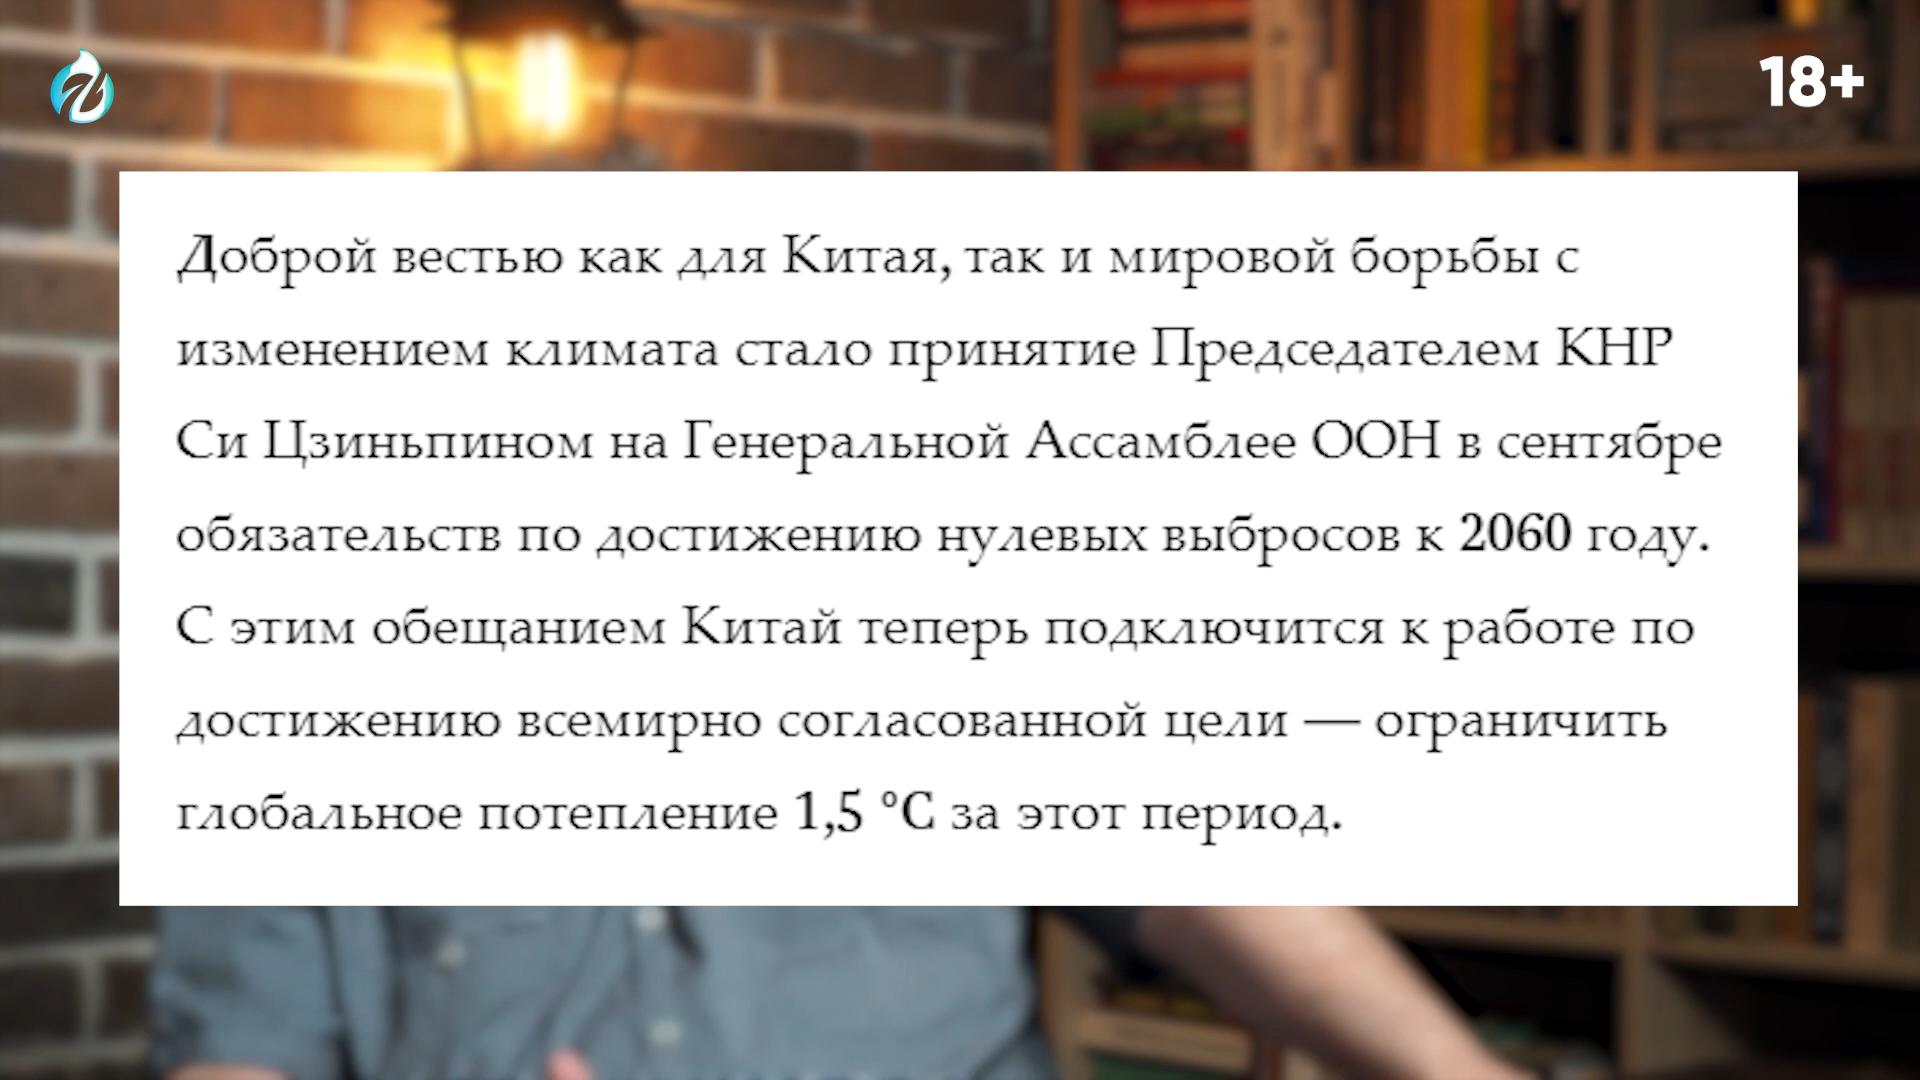 18+
Доброй вестью как для Китая, так и мировой борьбы с
изменением климата стало принятие Председателем КНР
Си Цзиньпином на Генеральной Ассамблее ООН в сентябре
обязательств по достижению нулевых выбросов к 2060 году.
С этим обещанием Китай теперь подключится к работе по
достижению всемирно согласованной цели — ограничить
глобальное потепление 1,5 °C за этот период.